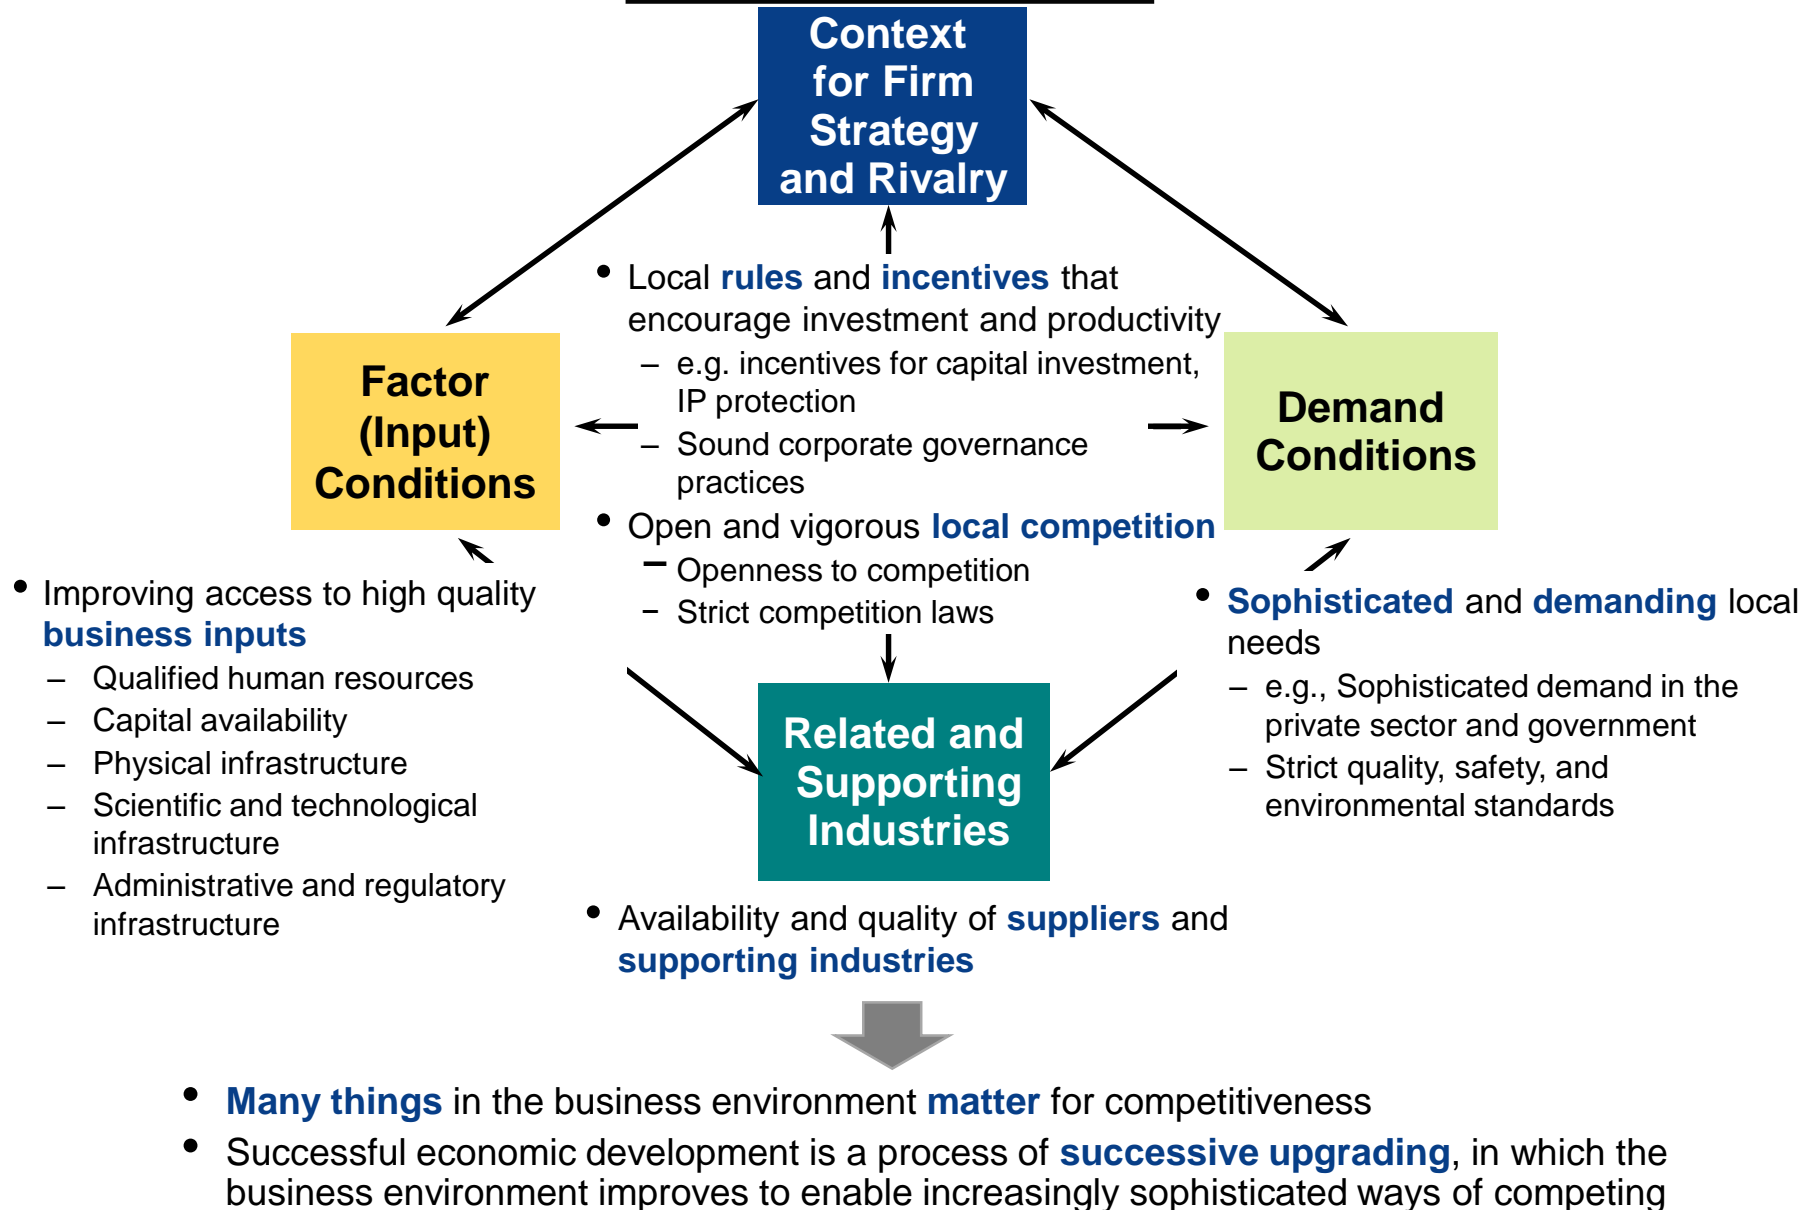 Context
for Firm
Strategy
and Rivalry
• Local rules and incentives that
encourage investment and productivity
– e.g. incentives for capital investment,
IP protection
– Sound corporate governance
practices
• Open and vigorous local competition
– Openness to competition
– Strict competition laws
Factor
(Input)
Conditions
Demand
Conditions
• Improving access to high quality
business inputs
– Qualified human resources
– Capital availability
– Physical infrastructure
– Scientific and technological
infrastructure
– Administrative and regulatory
infrastructure
• Sophisticated and demanding local
needs
– e.g., Sophisticated demand in the
private sector and government
– Strict quality, safety, and
environmental standards
Related and
Supporting
Industries
• Availability and quality of suppliers and
supporting industries
• Many things in the business environment matter for competitiveness
• Successful economic development is a process of successive upgrading, in which the
business environment improves to enable increasingly sophisticated ways of competing